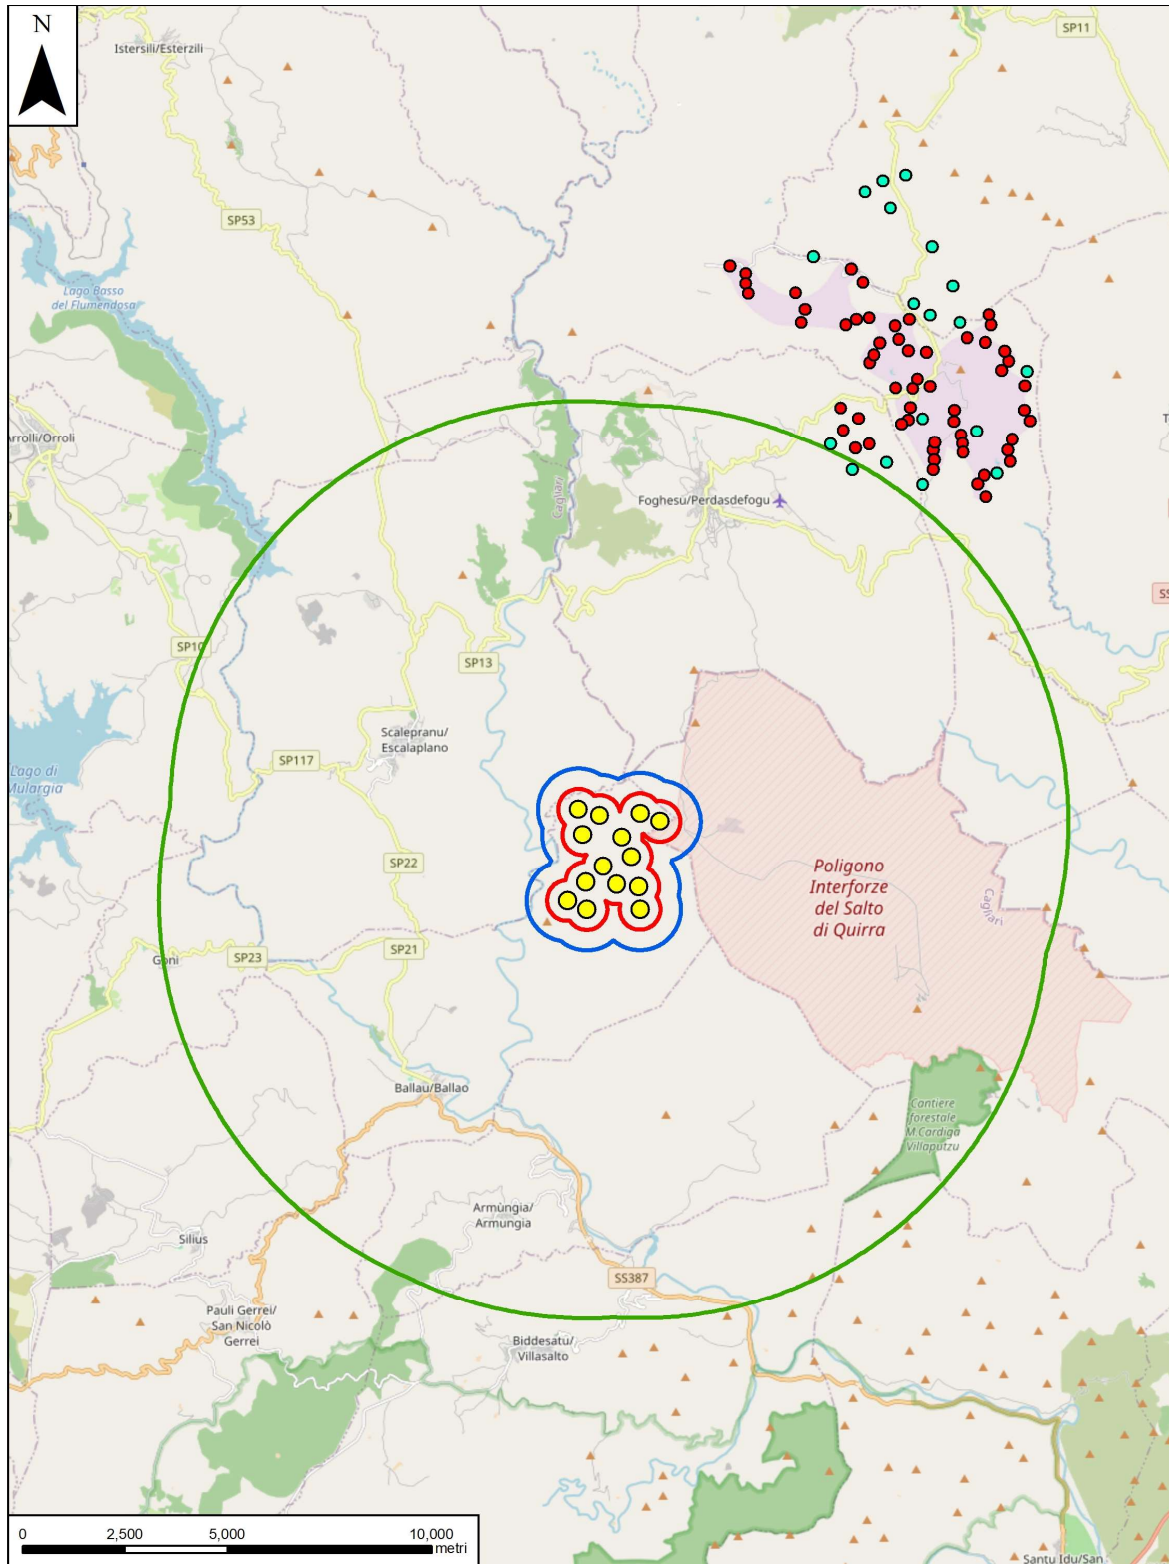 N
SP11
Istersili/Esterzili
SP53
Lago Basso
del Flumendosa
Arrolli/Orroli
Cagliari
Foghesu/Perdasdefogu
SP10
SP13
Scalepranu/
Escalaplano
SP117
Lago di
Mulargia
SP22
Poligono
Interforze
del Salto
di Quirra
Cagliari
SP21
Goni
SP23
Ballau/Ballao
Cantiere
forestale
M.Cardiga
Villaputzu
Armùngia/
Armungia
Silius
SS387
Pauli Gerrei/
San Nicolò
Gerrei
Biddesatu/
Villasalto
0 2,500 5,000 10,000
metri
Santu Idu/San